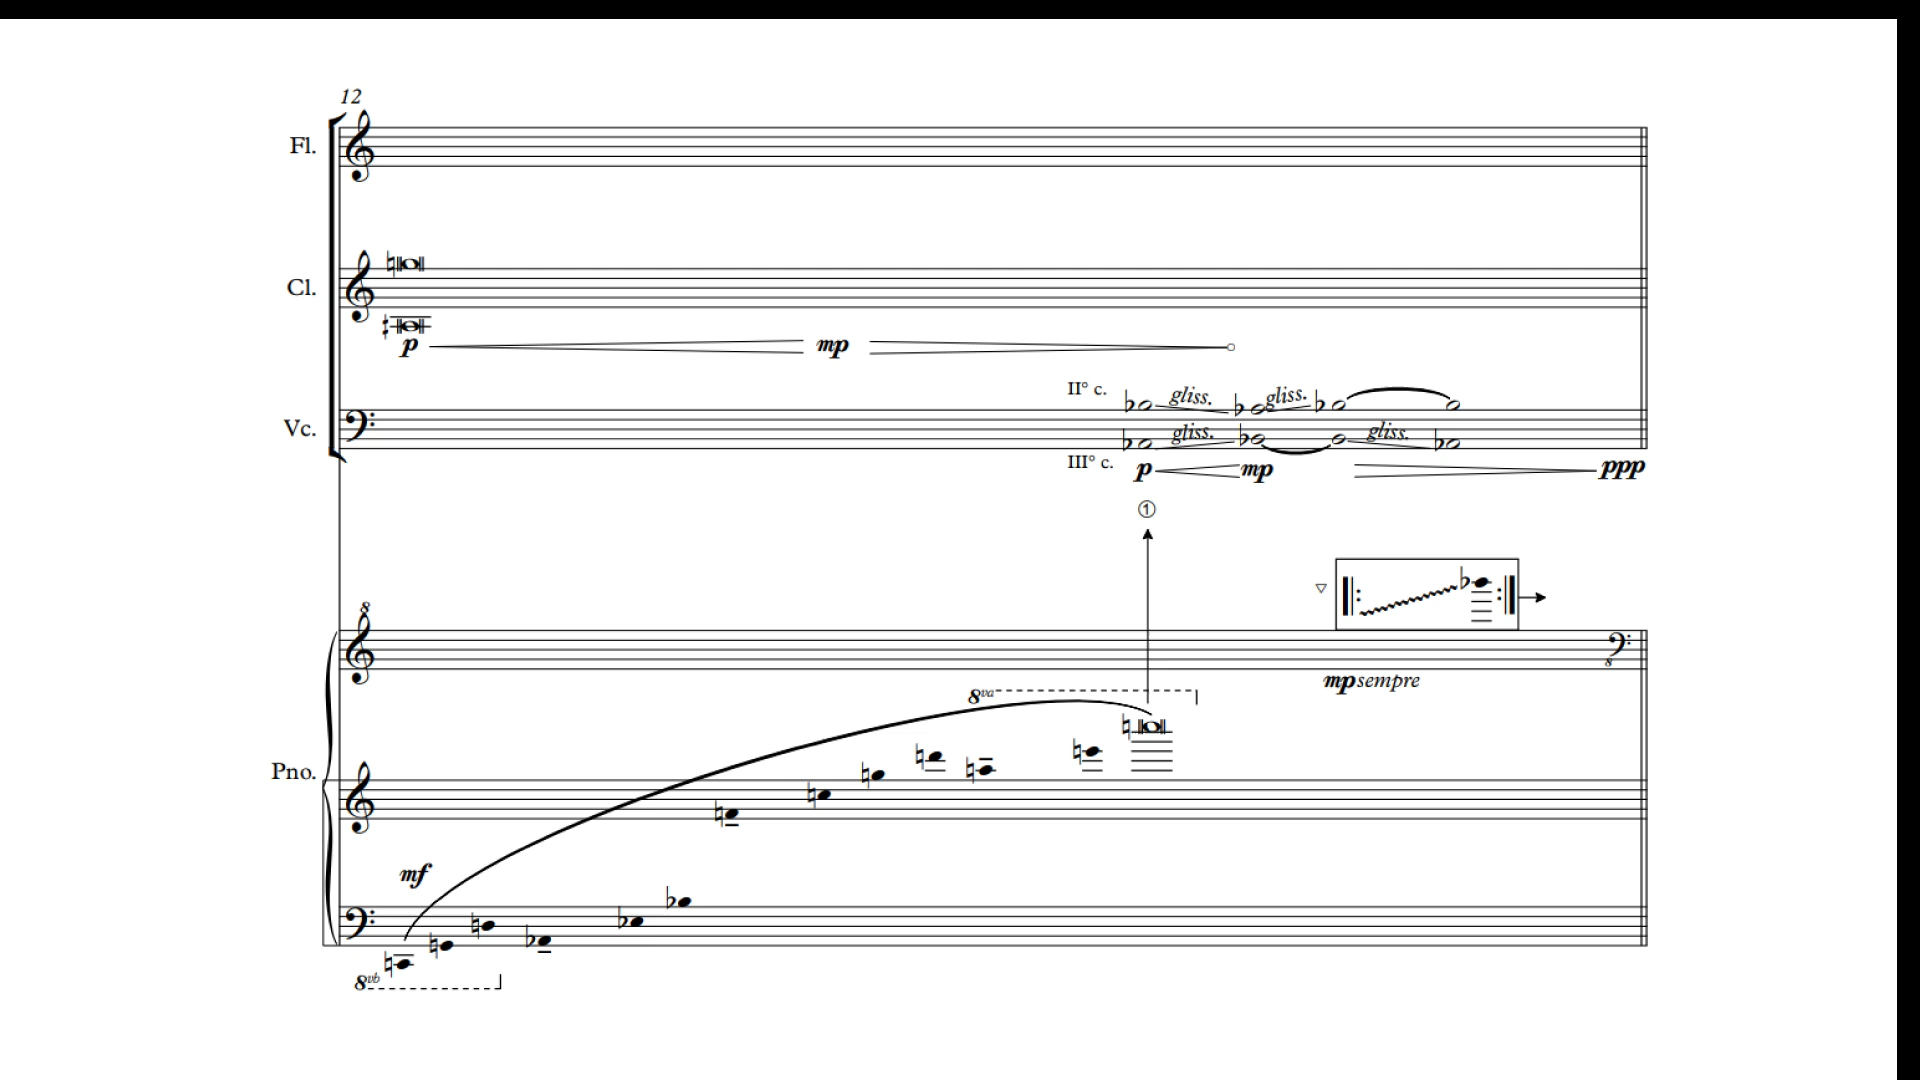 12
Fl.
Cl.
p mp
II° c. gliss. gliss.
Vc.
gliss. gliss.
III° c. p mp ppp
①
8
8
mp sempre
8va
Pno.
mf
8vb